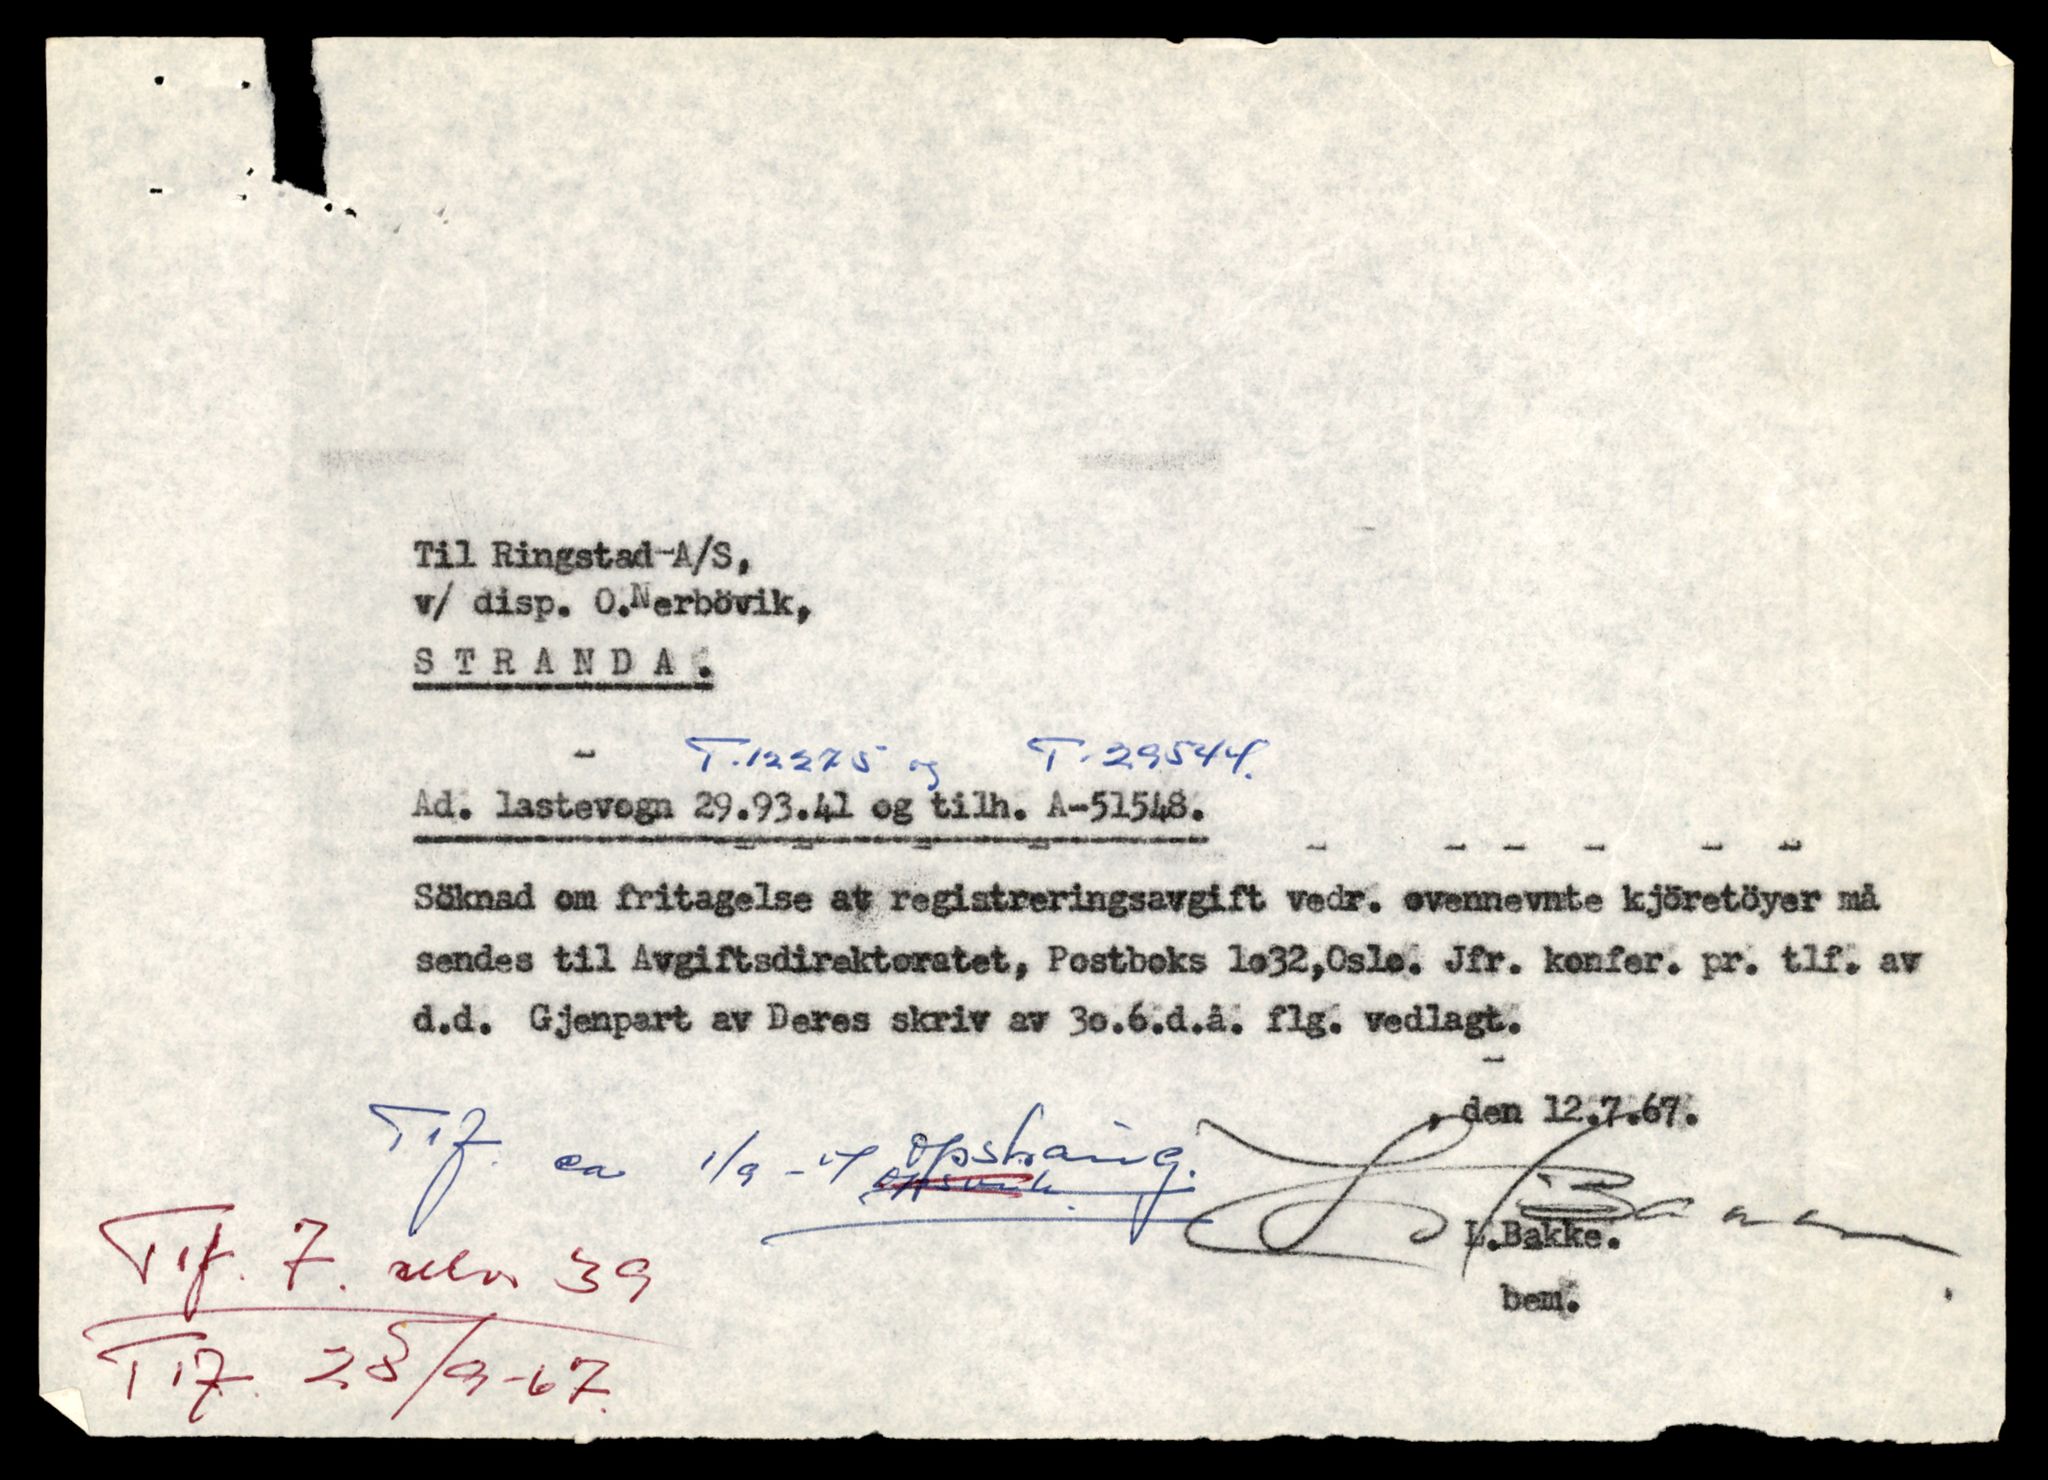 Til Ringstad A/S,
v/ disp. O.Nerbövik,
S T R A N D A .
T.12275 og T.29544.
Ad. lastevogn 29.93.41 og tilh. A-51548.
Söknad om fritagelse at registreringsavgift vedr. ovennevnte kjöretöyer må
sendes til Avgiftsdirektoratet, Postboks 1o32,Oslo. Jfr. konfer. pr. tlf. av
d.d. Gjenpart av Deres skriv av 3o.6.d.å. flg. vedlagt.
, den 12.7.67.
Tlf. ca 1/9 -
L.Bakke.
bem.
Tlf. 7. 39
Tlf. 28/9-67.